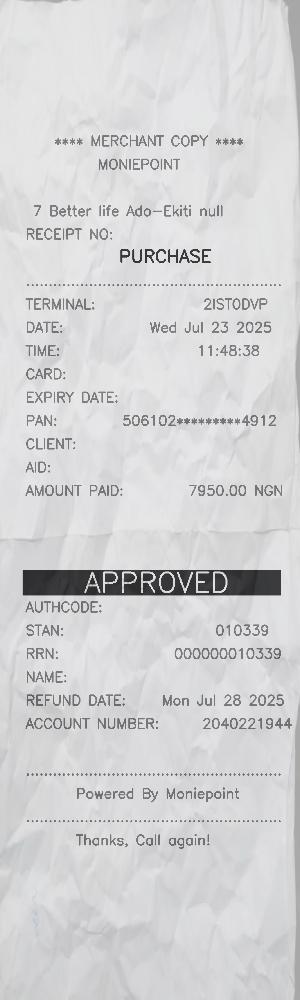 **** MERCHANT COPY ****
MONIEPOINT
7 Better life Ado-Ekiti null
RECEIPT NO:
PURCHASE
TERMINAL: 2IST0DVP
DATE: Wed Jul 23 2025
TIME: 11:48:38
CARD:
EXPIRY DATE:
PAN: 506102*********4912
CLIENT:
AID:
AMOUNT PAID: 7950.00 NGN
APPROVED
AUTHCODE:
STAN: 010339
RRN: 000000010339
NAME:
REFUND DATE: Mon Jul 28 2025
ACCOUNT NUMBER: 2040221944
Powered By Moniepoint
Thanks, Call again!